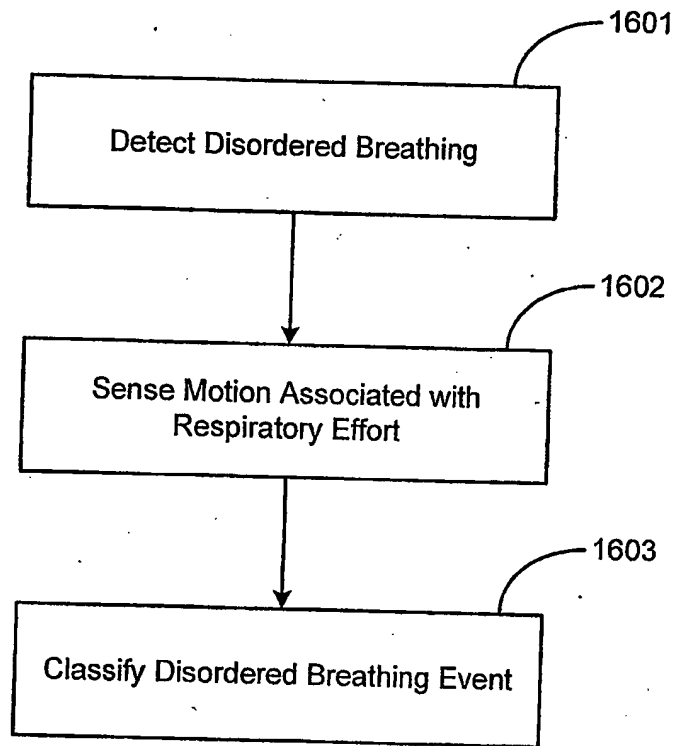 1601
Detect Disordered Breathing
1602
Sense Motion Associated with
Respiratory Effort
1603
Classify Disordered Breathing Event